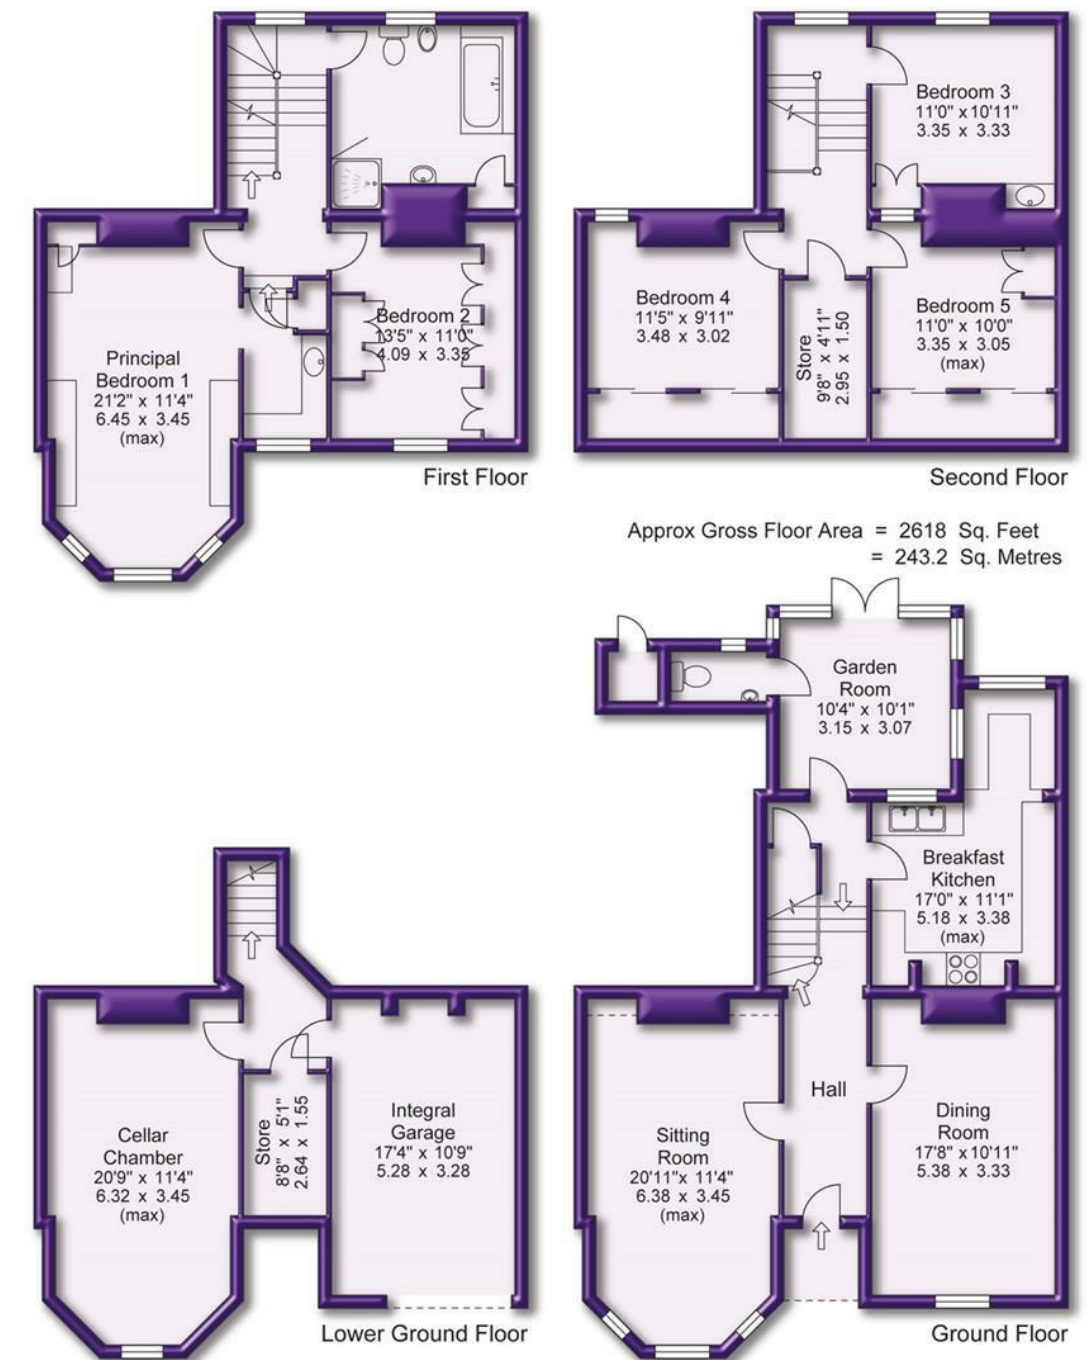 Principal
Bedroom 1
21'2" x 11'4"
6.45 x 3.45
(max)
Bedroom 2
13'5" x 11'0"
4.09 x 3.35
First Floor
Bedroom 3
11'0" x 10'11"
3.35 x 3.33
Bedroom 4
11'5" x 9'11"
3.48 x 3.02
Store
9'8" x 4'11"
2.95 x 1.50
Bedroom 5
11'0" x 10'0"
3.35 x 3.05
(max)
Second Floor
Approx Gross Floor Area = 2618 Sq. Feet
= 243.2 Sq. Metres
Cellar
Chamber
20'9" x 11'4"
6.32 x 3.45
(max)
Store
8'8" x 5'1"
2.64 x 1.55
Integral
Garage
17'4" x 10'9"
5.28 x 3.28
Lower Ground Floor
Garden
Room
10'4" x 10'1"
3.15 x 3.07
Breakfast
Kitchen
17'0" x 11'1"
5.18 x 3.38
(max)
Hall
Sitting
Room
20'11" x 11'4"
6.38 x 3.45
(max)
Dining
Room
17'8" x 10'11"
5.38 x 3.33
Ground Floor